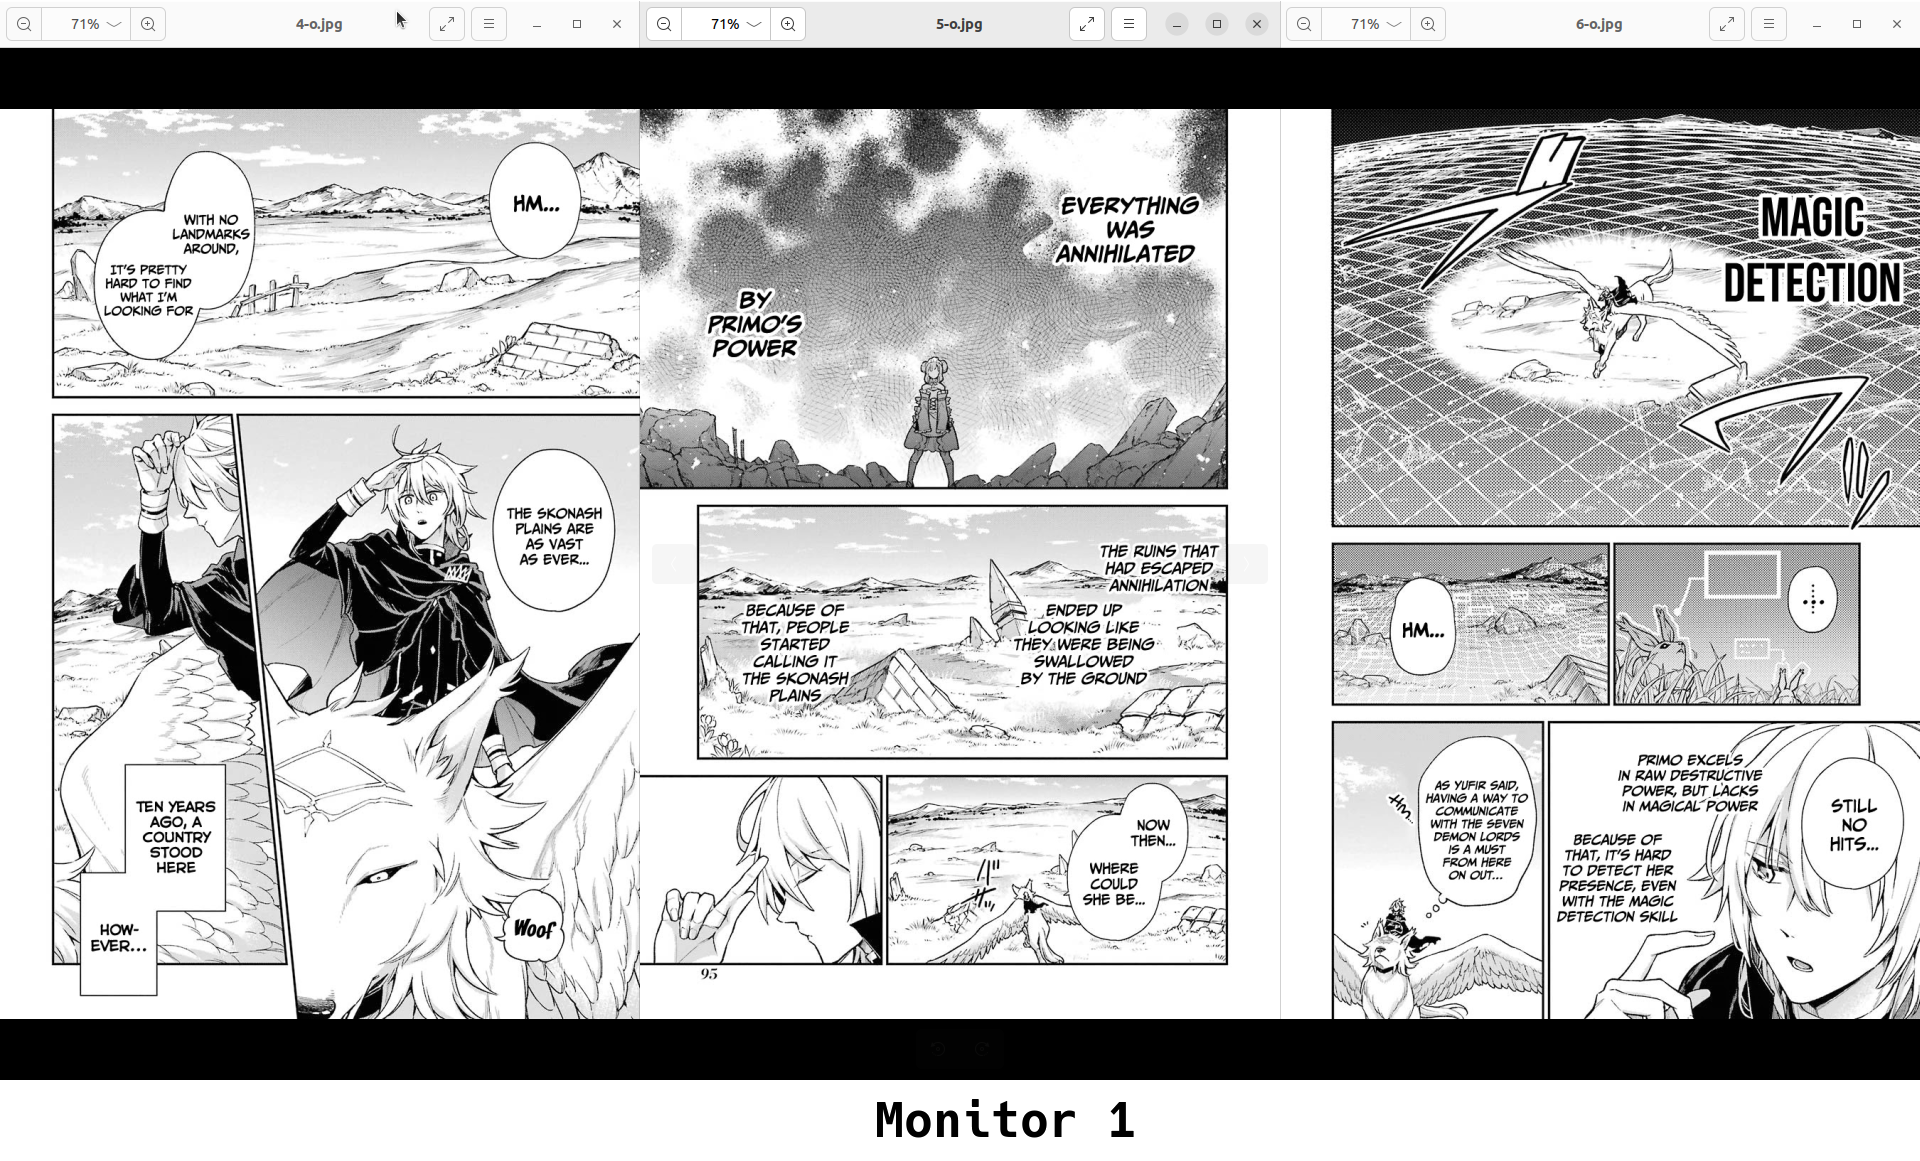 71%
4-o.jpg
HM...
WITH NO
LANDMARKS
AROUND,
IT'S PRETTY
HARD TO FIND
WHAT I'M
LOOKING FOR
THE SKONASH
PLAINS ARE
AS VAST
AS EVER...
Woof
TEN YEARS
AGO, A
COUNTRY
STOOD
HERE
HOW-
EVER...
71%
5-o.jpg
EVERYTHING
WAS
ANNIHILATED
BY
PRIMO'S
POWER
THE RUINS THAT
HAD ESCAPED
ANNIHILATION
ENDED UP
LOOKING LIKE
THEY WERE BEING
SWALLOWED
BY THE GROUND
BECAUSE OF
THAT, PEOPLE
STARTED
CALLING IT
THE SKONASH
PLAINS
NOW
THEN...
WHERE
COULD
SHE BE...
95
71%
6-o.jpg
MAGIC
DETECTION
HM...
STILL
NO
HITS...
PRIMO EXCELS
IN RAW DESTRUCTIVE
POWER, BUT LACKS
IN MAGICAL POWER
BECAUSE OF
THAT, IT'S HARD
TO DETECT HER
PRESENCE, EVEN
WITH THE MAGIC
DETECTION SKILL
AS YUFIR SAID,
HAVING A WAY TO
COMMUNICATE
WITH THE SEVEN
DEMON LORDS
IS A MUST
FROM HERE
ON OUT...
HM...
Monitor 1